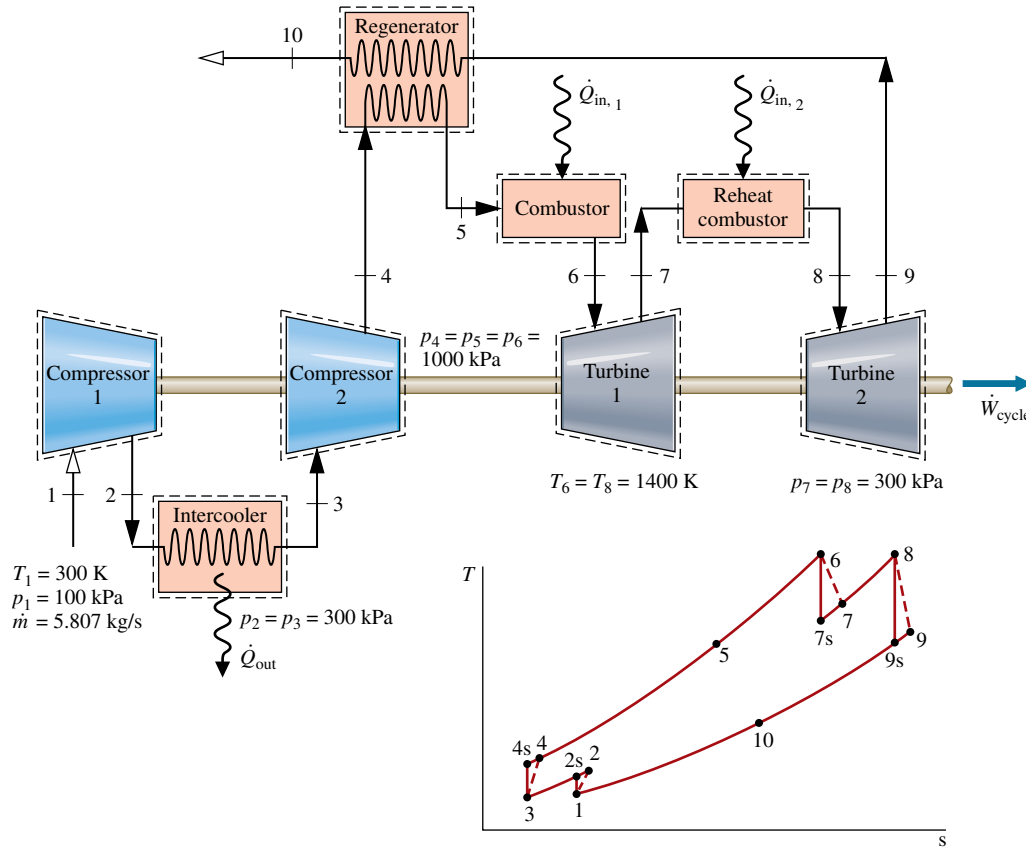 10
Regenerator
Q̇in, 1
Q̇in, 2
Combustor
Reheat
combustor
5
4
6
7
8
9
p4 = p5 = p6 =
1000 kPa
Compressor
1
Compressor
2
Turbine
1
Turbine
2
Ẇcycle
1
2
3
T6 = T8 = 1400 K
p7 = p8 = 300 kPa
Intercooler
T1 = 300 K
p1 = 100 kPa
ṁ = 5.807 kg/s
p2 = p3 = 300 kPa
Q̇out
T
6
8
7
7s
9
9s
5
10
4s
4
2s
2
3
1
s